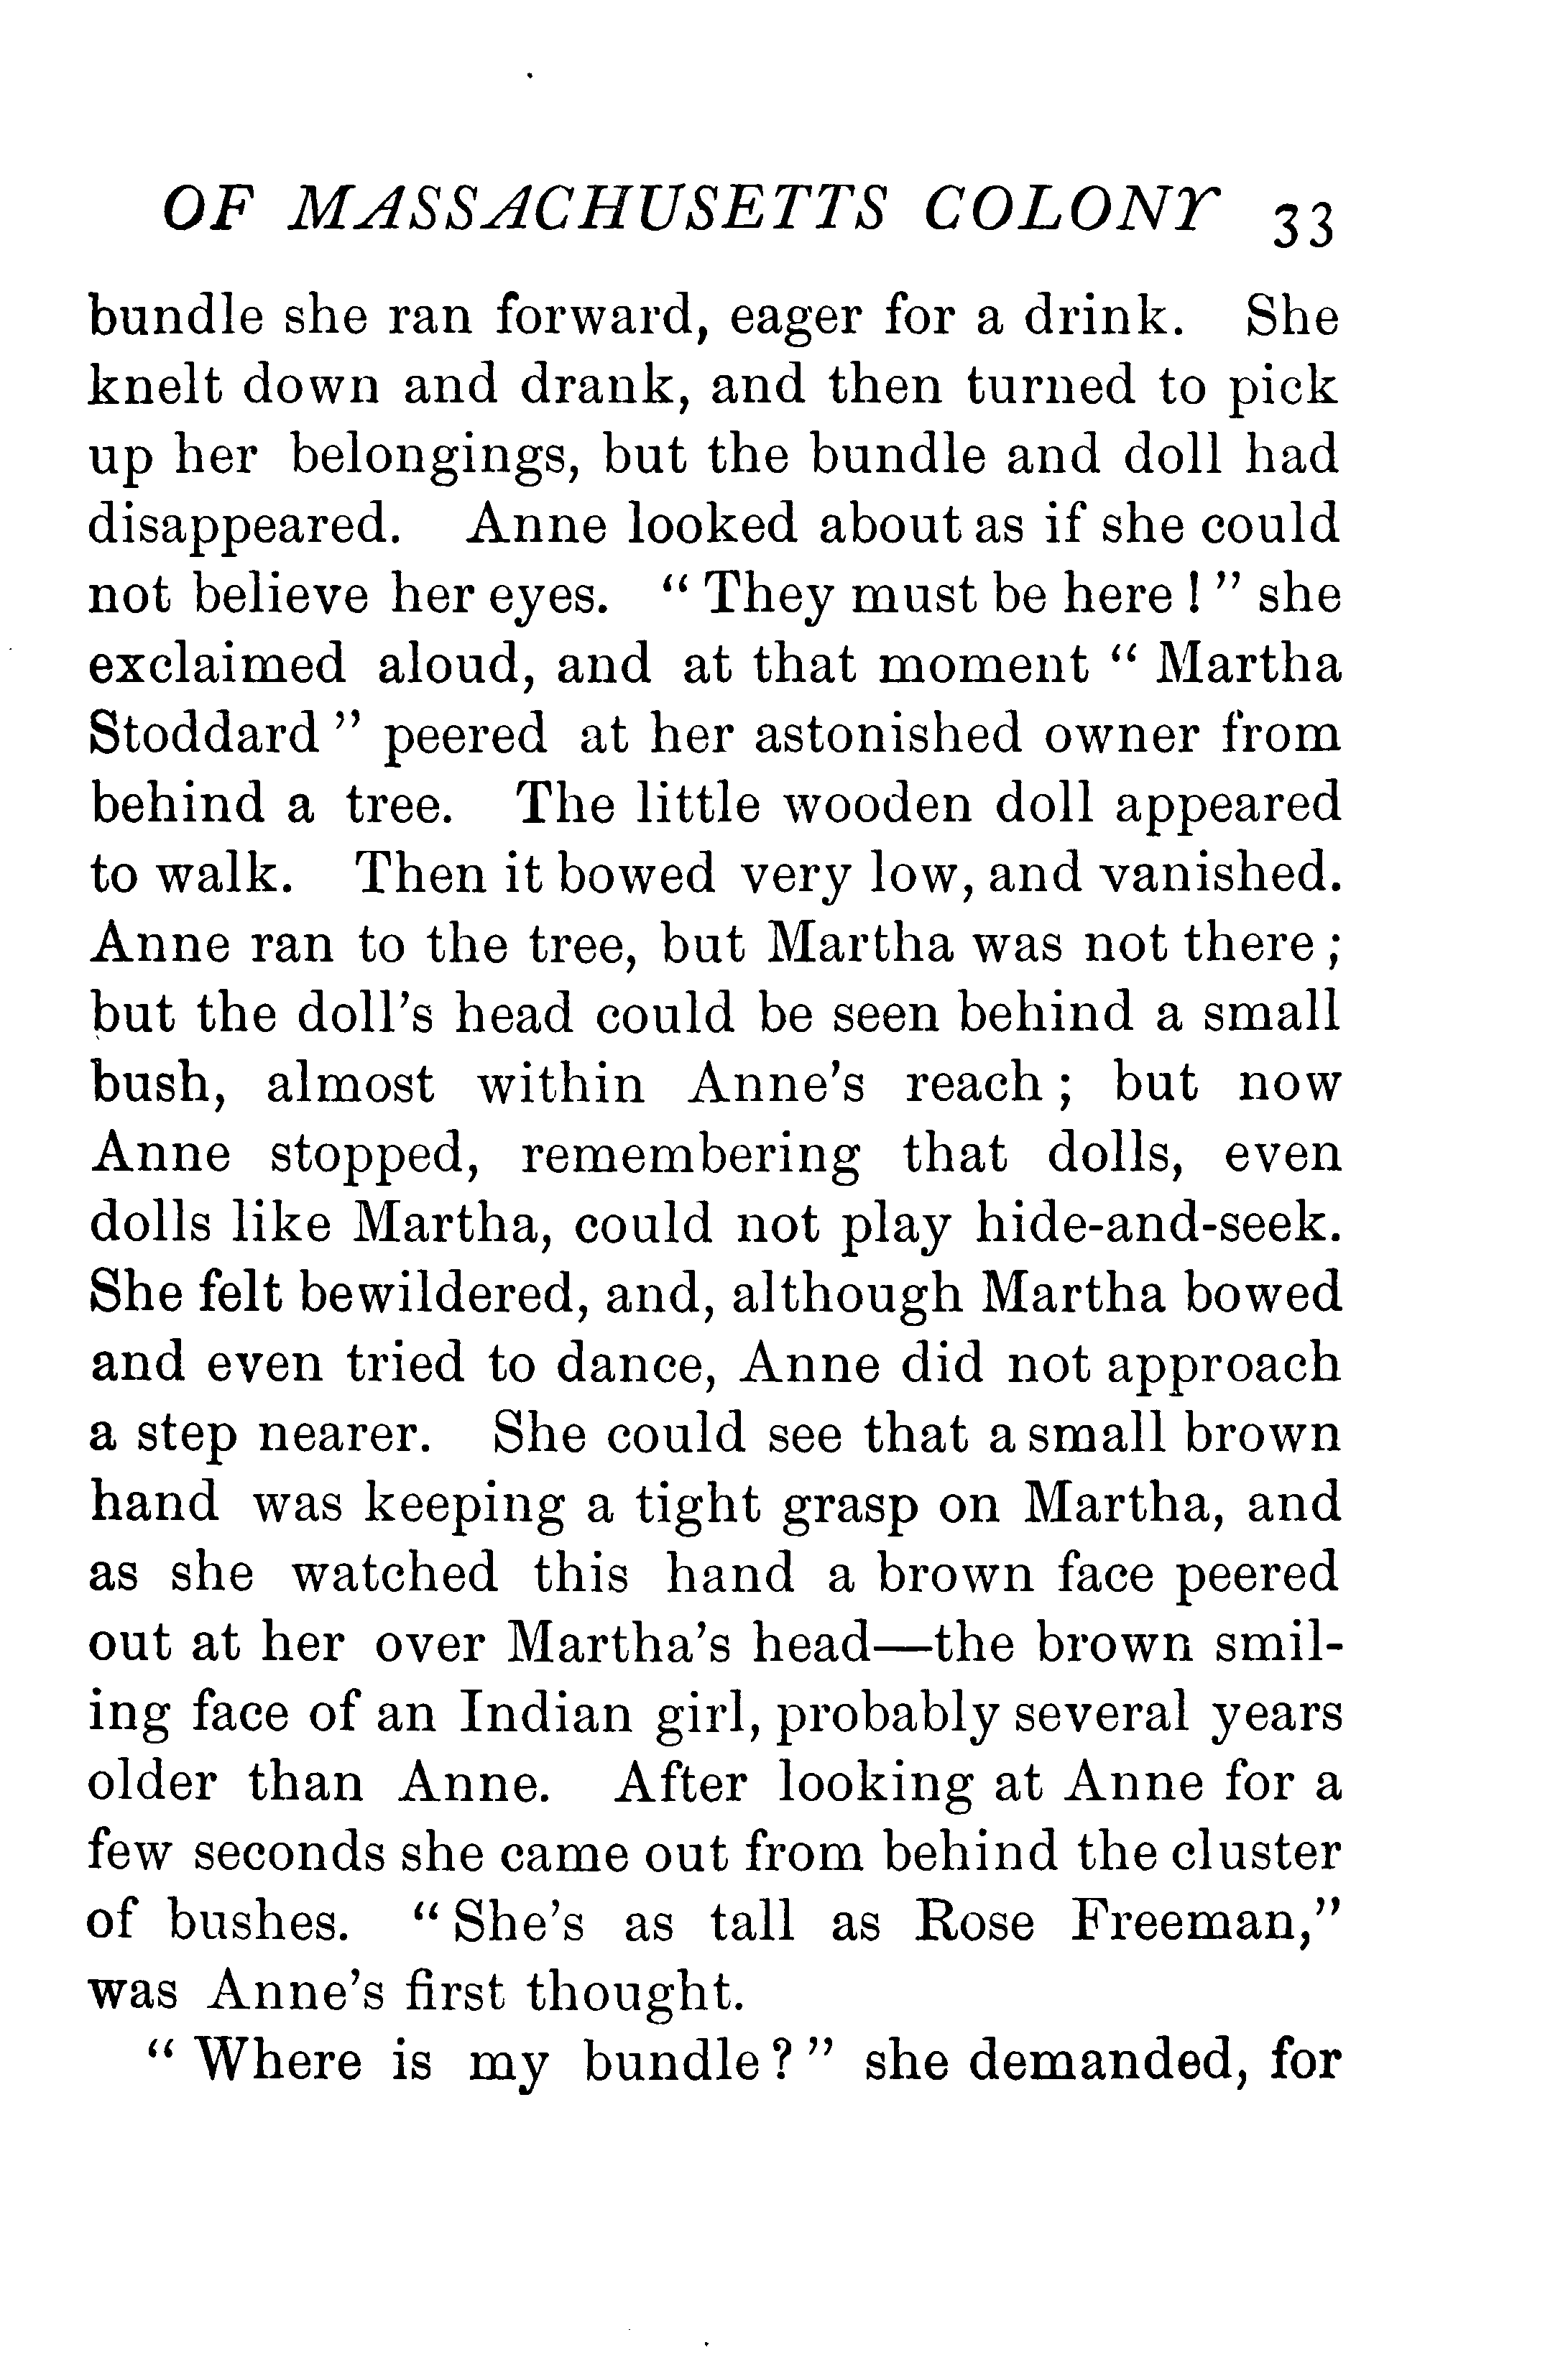 OF MASSACHUSETTS COLONY 33
bundle she ran forward, eager for a drink. She
knelt down and drank, and then turned to pick
up her belongings, but the bundle and doll had
disappeared. Anne looked about as if she could
not believe her eyes. “ They must be here ! ” she
exclaimed aloud, and at that moment “ Martha
Stoddard ” peered at her astonished owner from
behind a tree. The little wooden doll appeared
to walk. Then it bowed very low, and vanished.
Anne ran to the tree, but Martha was not there ;
but the doll’s head could be seen behind a small
bush, almost within Anne’s reach ; but now
Anne stopped, remembering that dolls, even
dolls like Martha, could not play hide-and-seek.
She felt bewildered, and, although Martha bowed
and even tried to dance, Anne did not approach
a step nearer. She could see that a small brown
hand was keeping a tight grasp on Martha, and
as she watched this hand a brown face peered
out at her over Martha’s head—the brown smil-
ing face of an Indian girl, probably several years
older than Anne. After looking at Anne for a
few seconds she came out from behind the cluster
of bushes. “ She’s as tall as Rose Freeman,”
was Anne’s first thought.
“ Where is my bundle ? ” she demanded, for